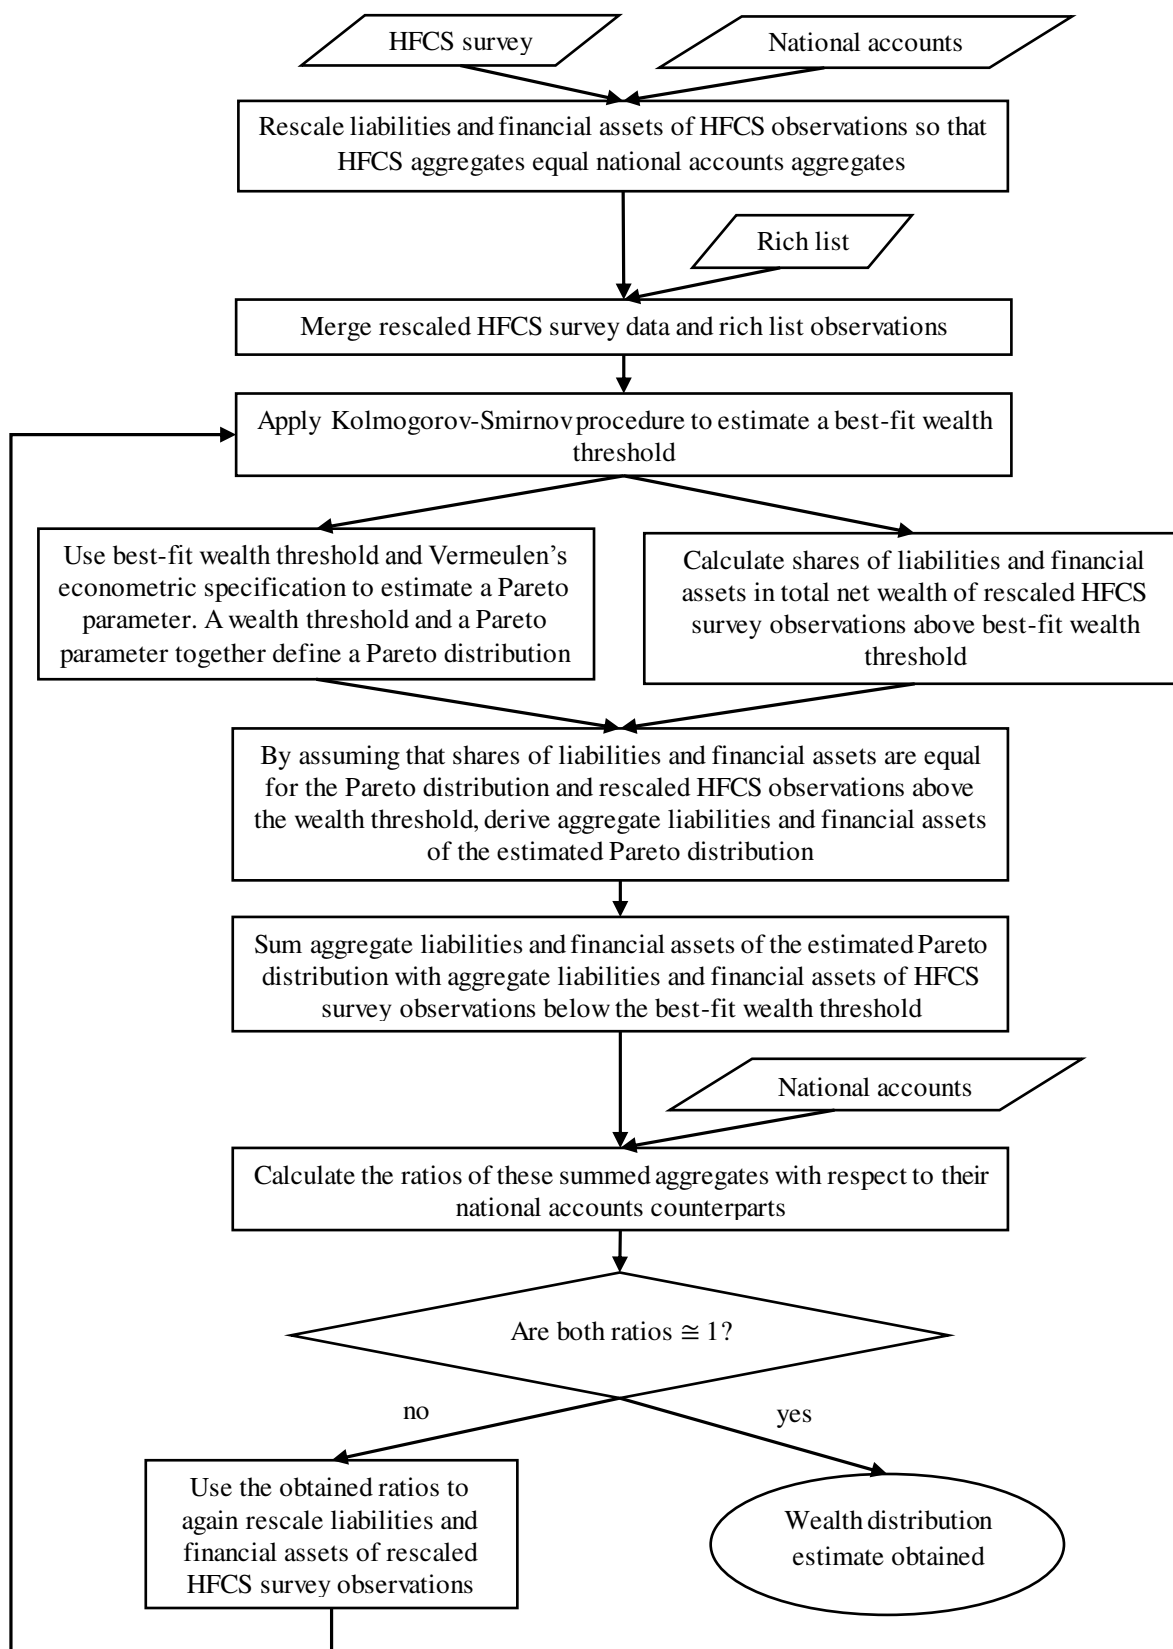 HFCS survey
National accounts
Rescale liabilities and financial assets of HFCS observations so that
HFCS aggregates equal national accounts aggregates
Rich list
Merge rescaled HFCS survey data and rich list observations
Apply Kolmogorov-Smirnov procedure to estimate a best-fit wealth
threshold
Use best-fit wealth threshold and Vermeulen's
econometric specification to estimate a Pareto
parameter. A wealth threshold and a Pareto
parameter together define a Pareto distribution
Calculate shares of liabilities and financial
assets in total net wealth of rescaled HFCS
survey observations above best-fit wealth
threshold
By assuming that shares of liabilities and financial assets are equal
for the Pareto distribution and rescaled HFCS observations above
the wealth threshold, derive aggregate liabilities and financial assets
of the estimated Pareto distribution
Sum aggregate liabilities and financial assets of the estimated Pareto
distribution with aggregate liabilities and financial assets of HFCS
survey observations below the best-fit wealth threshold
National accounts
Calculate the ratios of these summed aggregates with respect to their
national accounts counterparts
Are both ratios ≅ 1?
no
yes
Use the obtained ratios to
again rescale liabilities and
financial assets of rescaled
HFCS survey observations
Wealth distribution
estimate obtained